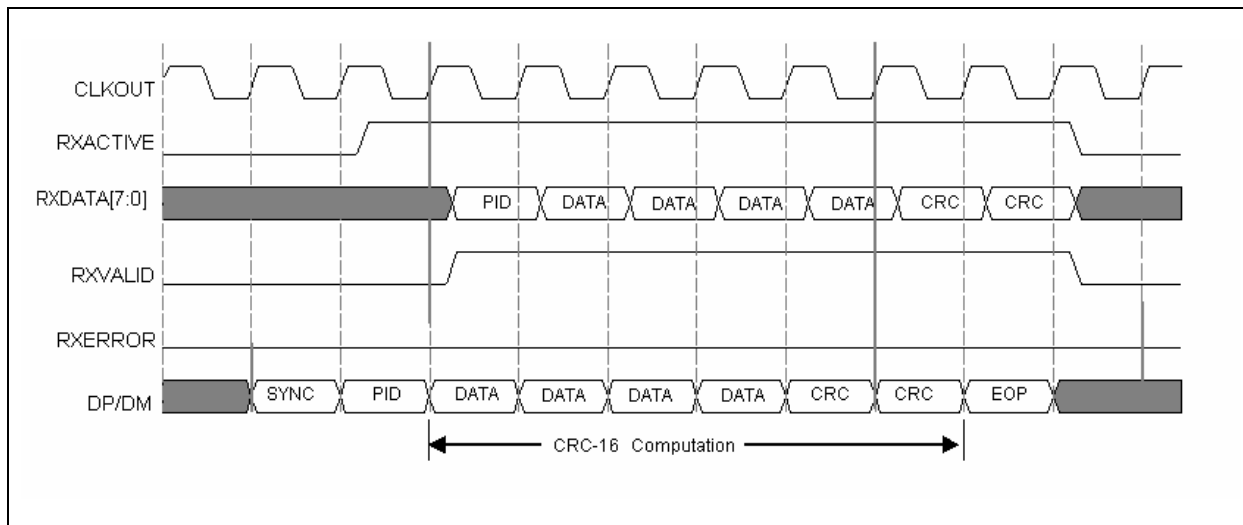 CLKOUT
RXACTIVE
RXDATA[7:0] PID DATA DATA DATA DATA CRC CRC
RXVALID
RXERROR
DP/DM SYNC PID DATA DATA DATA DATA CRC CRC EOP
CRC-16 Computation